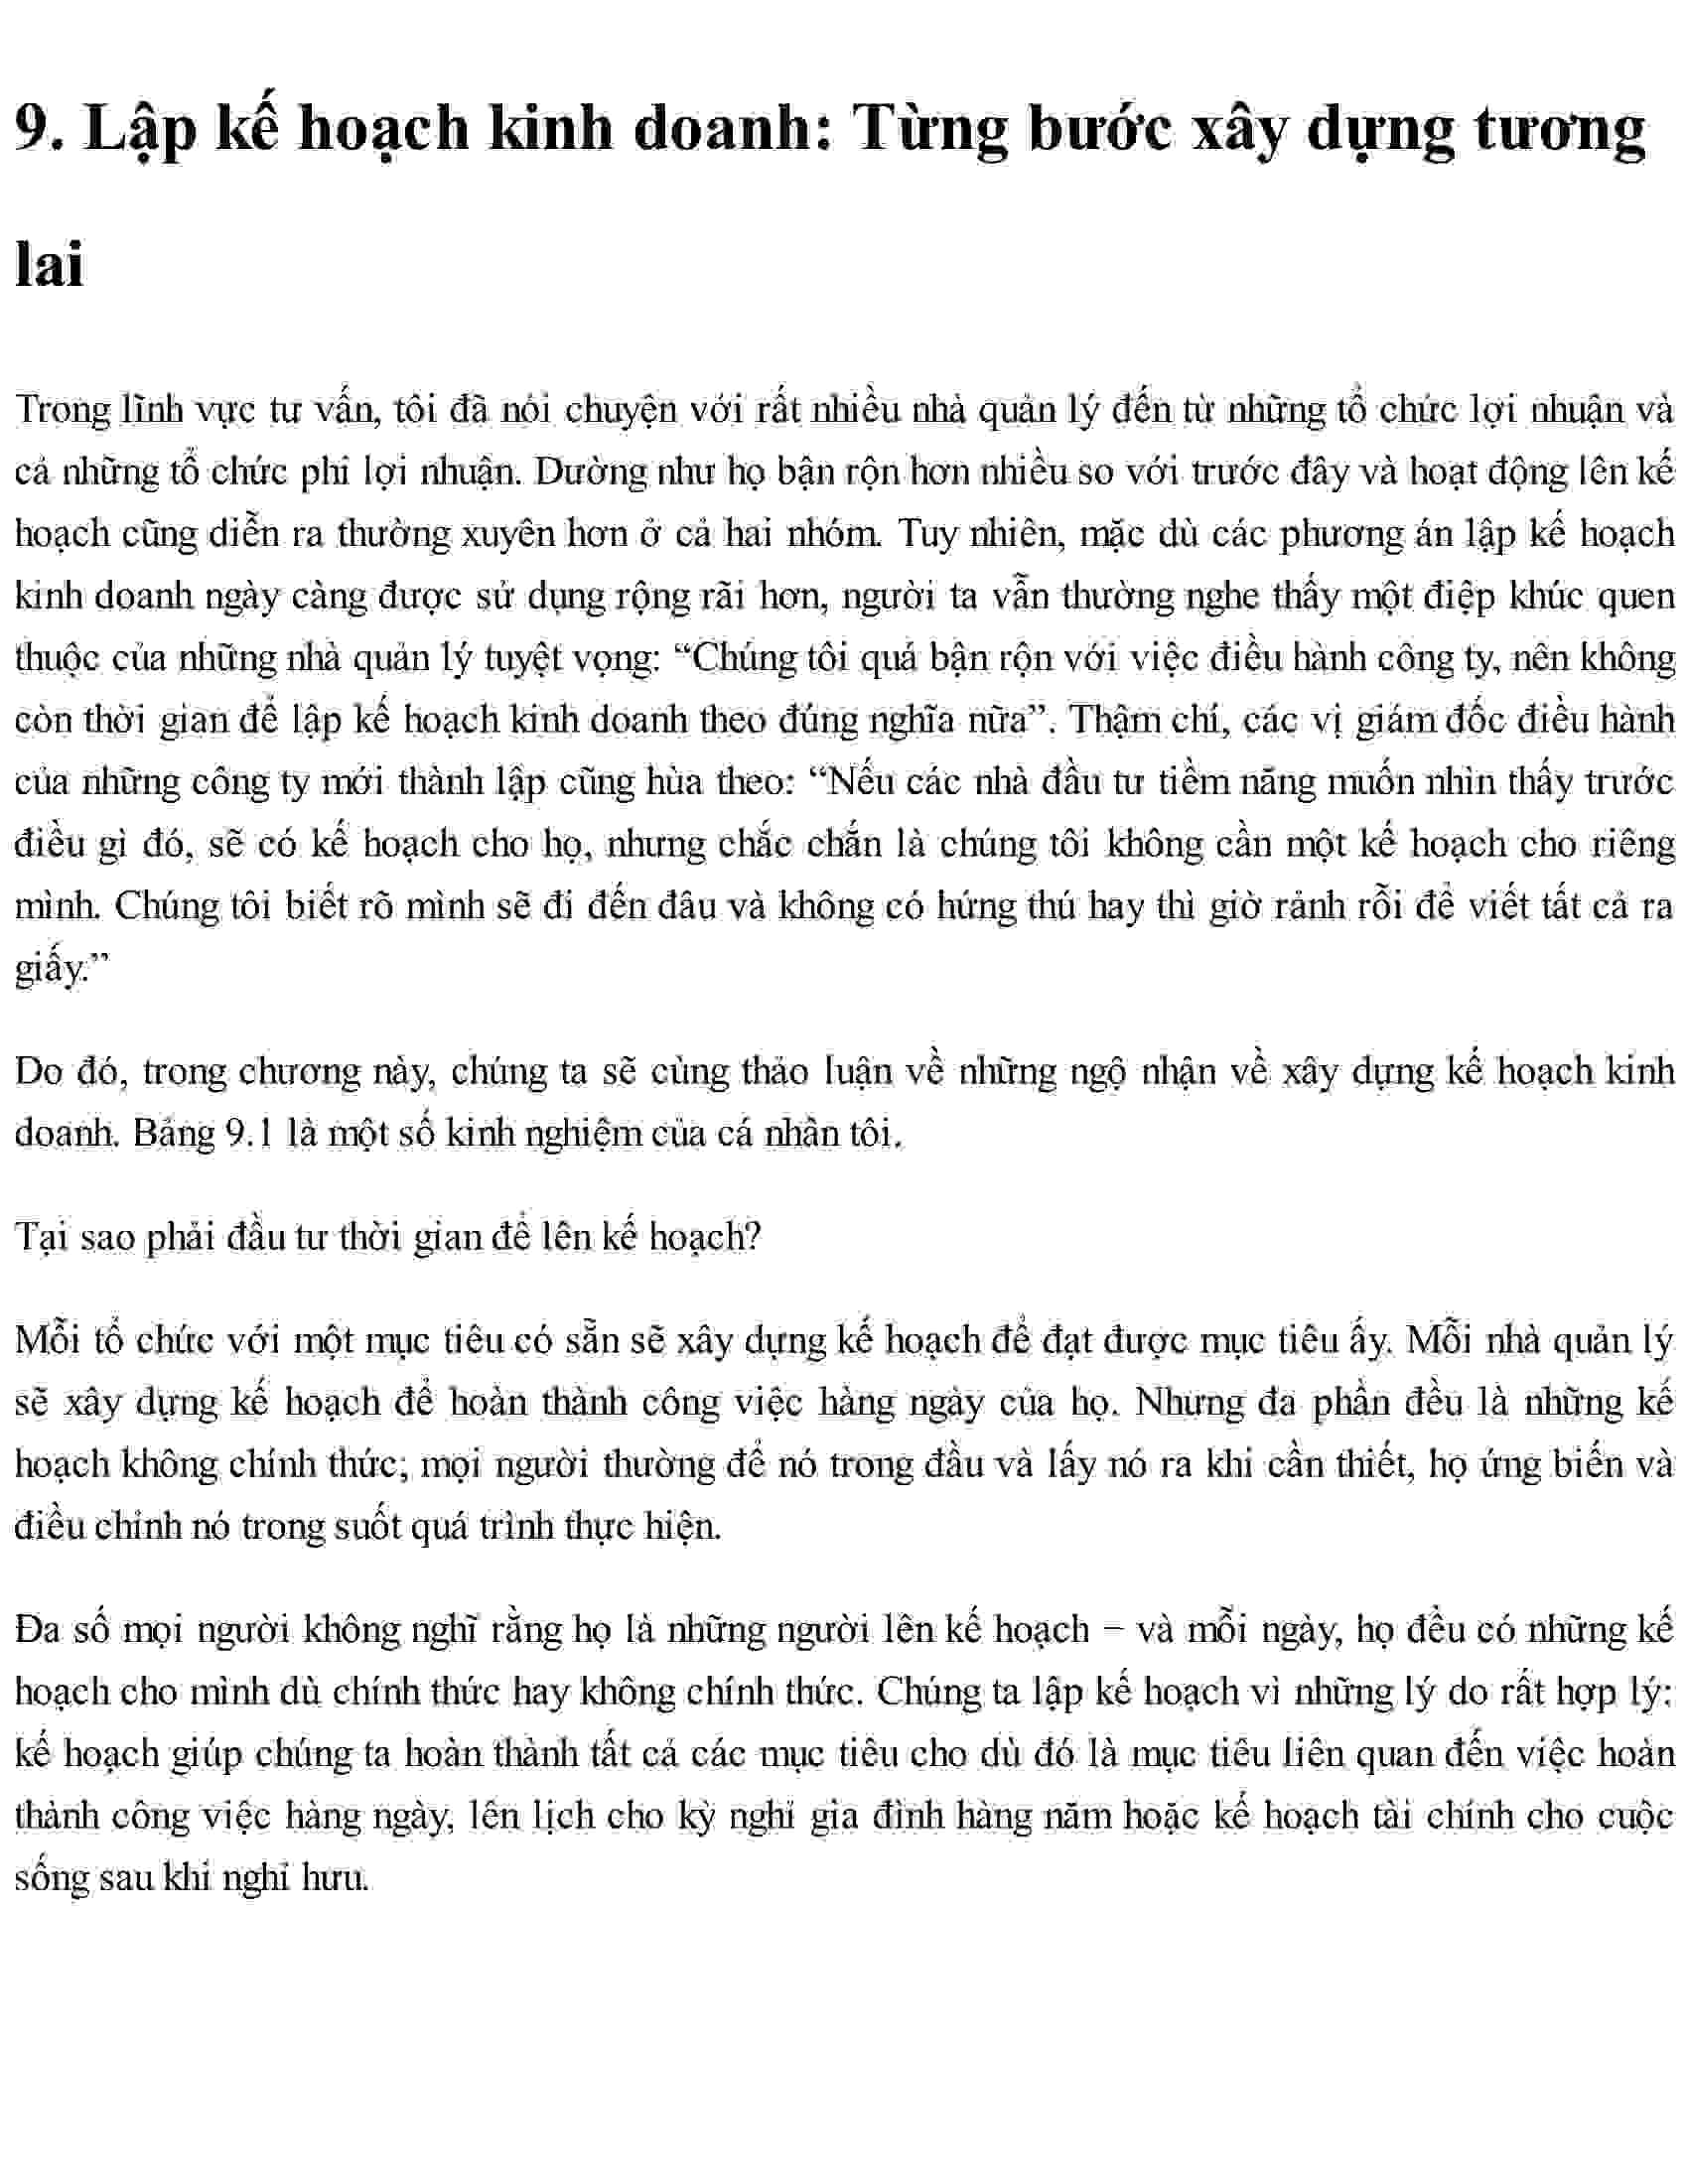 9. Lập kế hoạch kinh doanh: Từng bước xây dựng tương
lai
Trong lĩnh vực tư vấn, tôi đã nói chuyện với rất nhiều nhà quản lý đến từ những tổ chức lợi nhuận và
cả những tổ chức phi lợi nhuận. Dường như họ bận rộn hơn nhiều so với trước đây và hoạt động lên kế
hoạch cũng diễn ra thường xuyên hơn ở cả hai nhóm. Tuy nhiên, mặc dù các phương án lập kế hoạch
kinh doanh ngày càng được sử dụng rộng rãi hơn, người ta vẫn thường nghe thấy một điệp khúc quen
thuộc của những nhà quản lý tuyệt vọng: “Chúng tôi quá bận rộn với việc điều hành công ty, nên không
còn thời gian để lập kế hoạch kinh doanh theo đúng nghĩa nữa”. Thậm chí, các vị giám đốc điều hành
của những công ty mới thành lập cũng hùa theo: “Nếu các nhà đầu tư tiềm năng muốn nhìn thấy trước
điều gì đó, sẽ có kế hoạch cho họ, nhưng chắc chắn là chúng tôi không cần một kế hoạch cho riêng
mình. Chúng tôi biết rõ mình sẽ đi đến đâu và không có hứng thú hay thì giờ rảnh rỗi để viết tất cả ra
giấy.”
Do đó, trong chương này, chúng ta sẽ cùng thảo luận về những ngộ nhận về xây dựng kế hoạch kinh
doanh. Bảng 9.1 là một số kinh nghiệm của cá nhân tôi.
Tại sao phải đầu tư thời gian để lên kế hoạch?
Mỗi tổ chức với một mục tiêu có sẵn sẽ xây dựng kế hoạch để đạt được mục tiêu ấy. Mỗi nhà quản lý
sẽ xây dựng kế hoạch để hoàn thành công việc hàng ngày của họ. Nhưng đa phần đều là những kế
hoạch không chính thức; mọi người thường để nó trong đầu và lấy nó ra khi cần thiết, họ ứng biến và
điều chỉnh nó trong suốt quá trình thực hiện.
Đa số mọi người không nghĩ rằng họ là những người lên kế hoạch – và mỗi ngày, họ đều có những kế
hoạch cho mình dù chính thức hay không chính thức. Chúng ta lập kế hoạch vì những lý do rất hợp lý:
kế hoạch giúp chúng ta hoàn thành tất cả các mục tiêu cho dù đó là mục tiêu liên quan đến việc hoàn
thành công việc hàng ngày, lên lịch cho kỳ nghỉ gia đình hàng năm hoặc kế hoạch tài chính cho cuộc
sống sau khi nghỉ hưu.